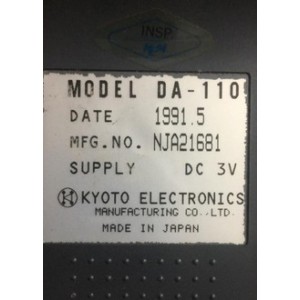 INSP
MODEL DA-110
DATE 1991.5
MFG.NO. NJA21681
SUPPLY DC 3V
KYOTO ELECTRONICS
MANUFACTURING CO.,LTD.
MADE IN JAPAN